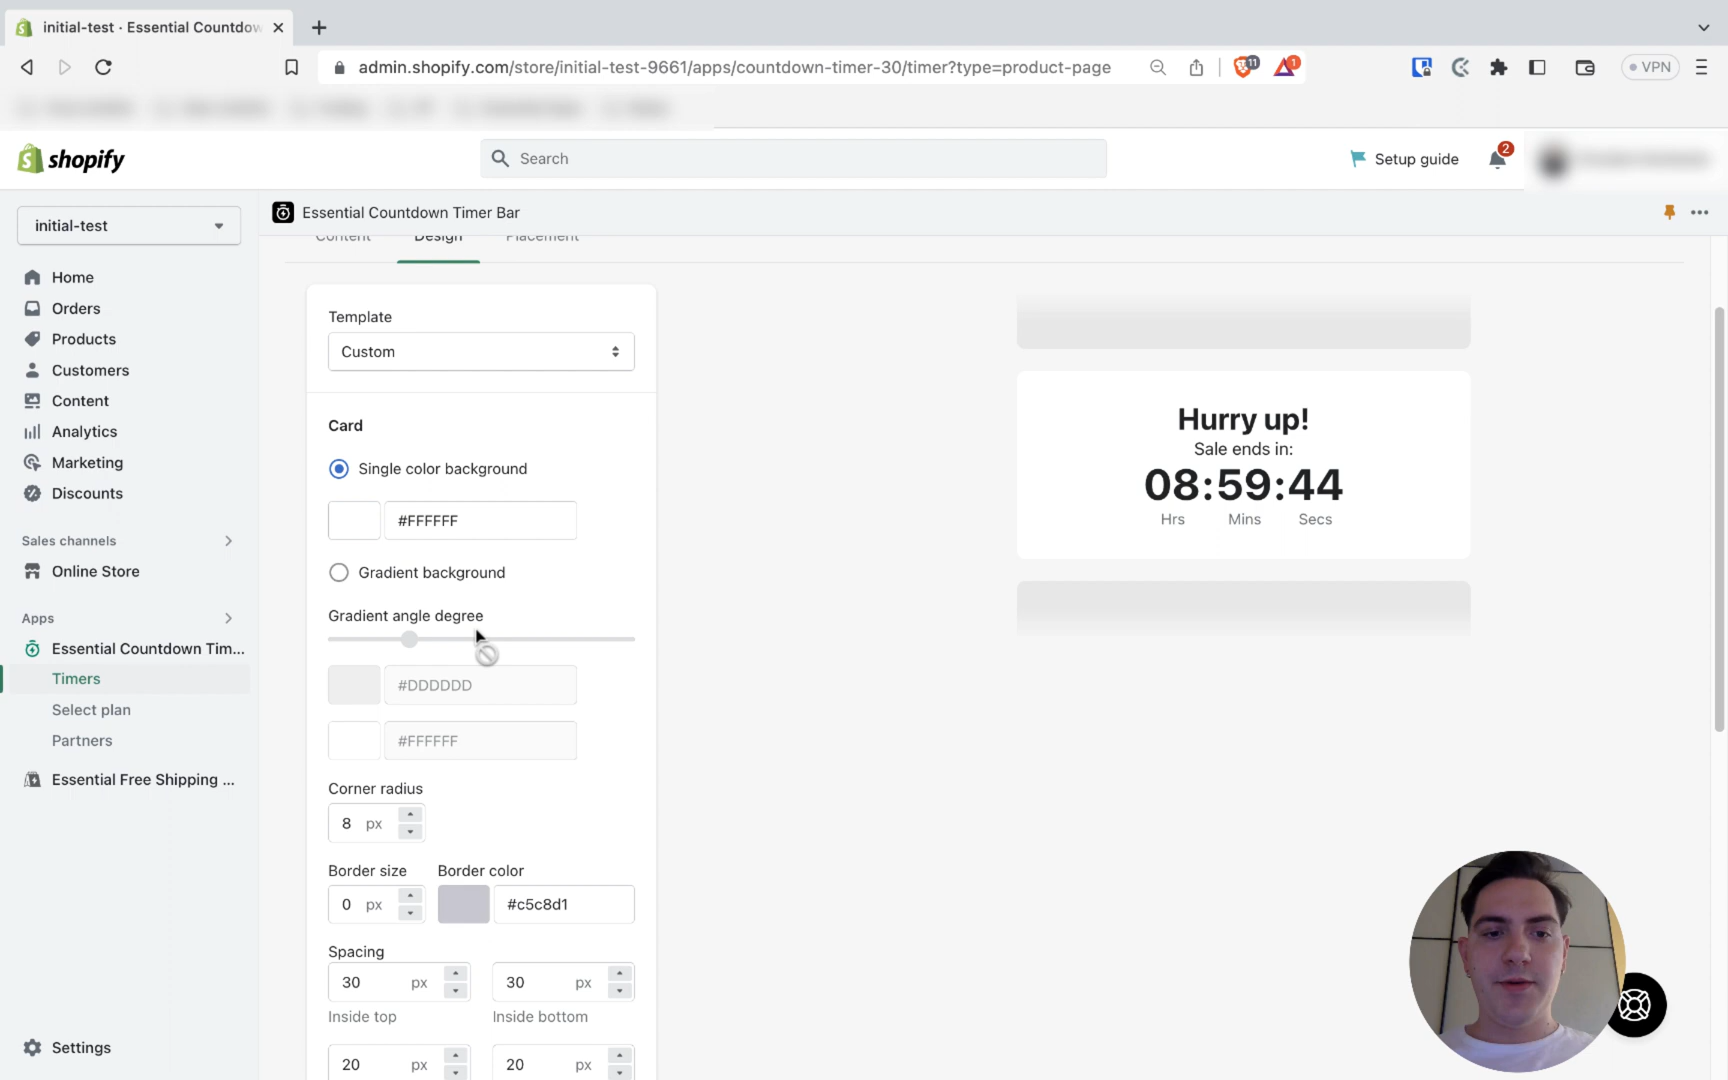 initial-test · Essential Countdow
admin.shopify.com/store/initial-test-9661/apps/countdown-timer-30/timer?type=product-page
11
1
VPN
shopify
Search
Setup guide
2
initial-test
Essential Countdown Timer Bar
Content
Design
Placement
Home
Orders
Products
Customers
Content
Analytics
Marketing
Discounts
Sales channels
Online Store
Apps
Essential Countdown Tim...
Timers
Select plan
Partners
Essential Free Shipping ...
Settings
Template
Custom
Card
Single color background
#FFFFFF
Gradient background
Gradient angle degree
#DDDDDD
#FFFFFF
Corner radius
8 px
Border size
Border color
0 px
#c5c8d1
Spacing
30 px
30 px
Inside top
Inside bottom
20 px
20 px
Hurry up!
Sale ends in:
08:59:44
Hrs Mins Secs